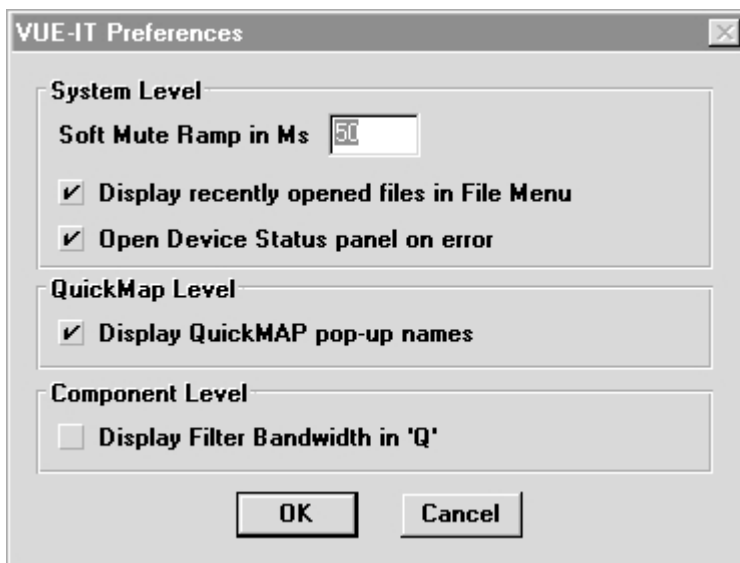 VUE-IT Preferences
System Level
Soft Mute Ramp in Ms 50
Display recently opened files in File Menu
Open Device Status panel on error
QuickMap Level
Display QuickMAP pop-up names
Component Level
Display Filter Bandwidth in 'Q'
OK Cancel